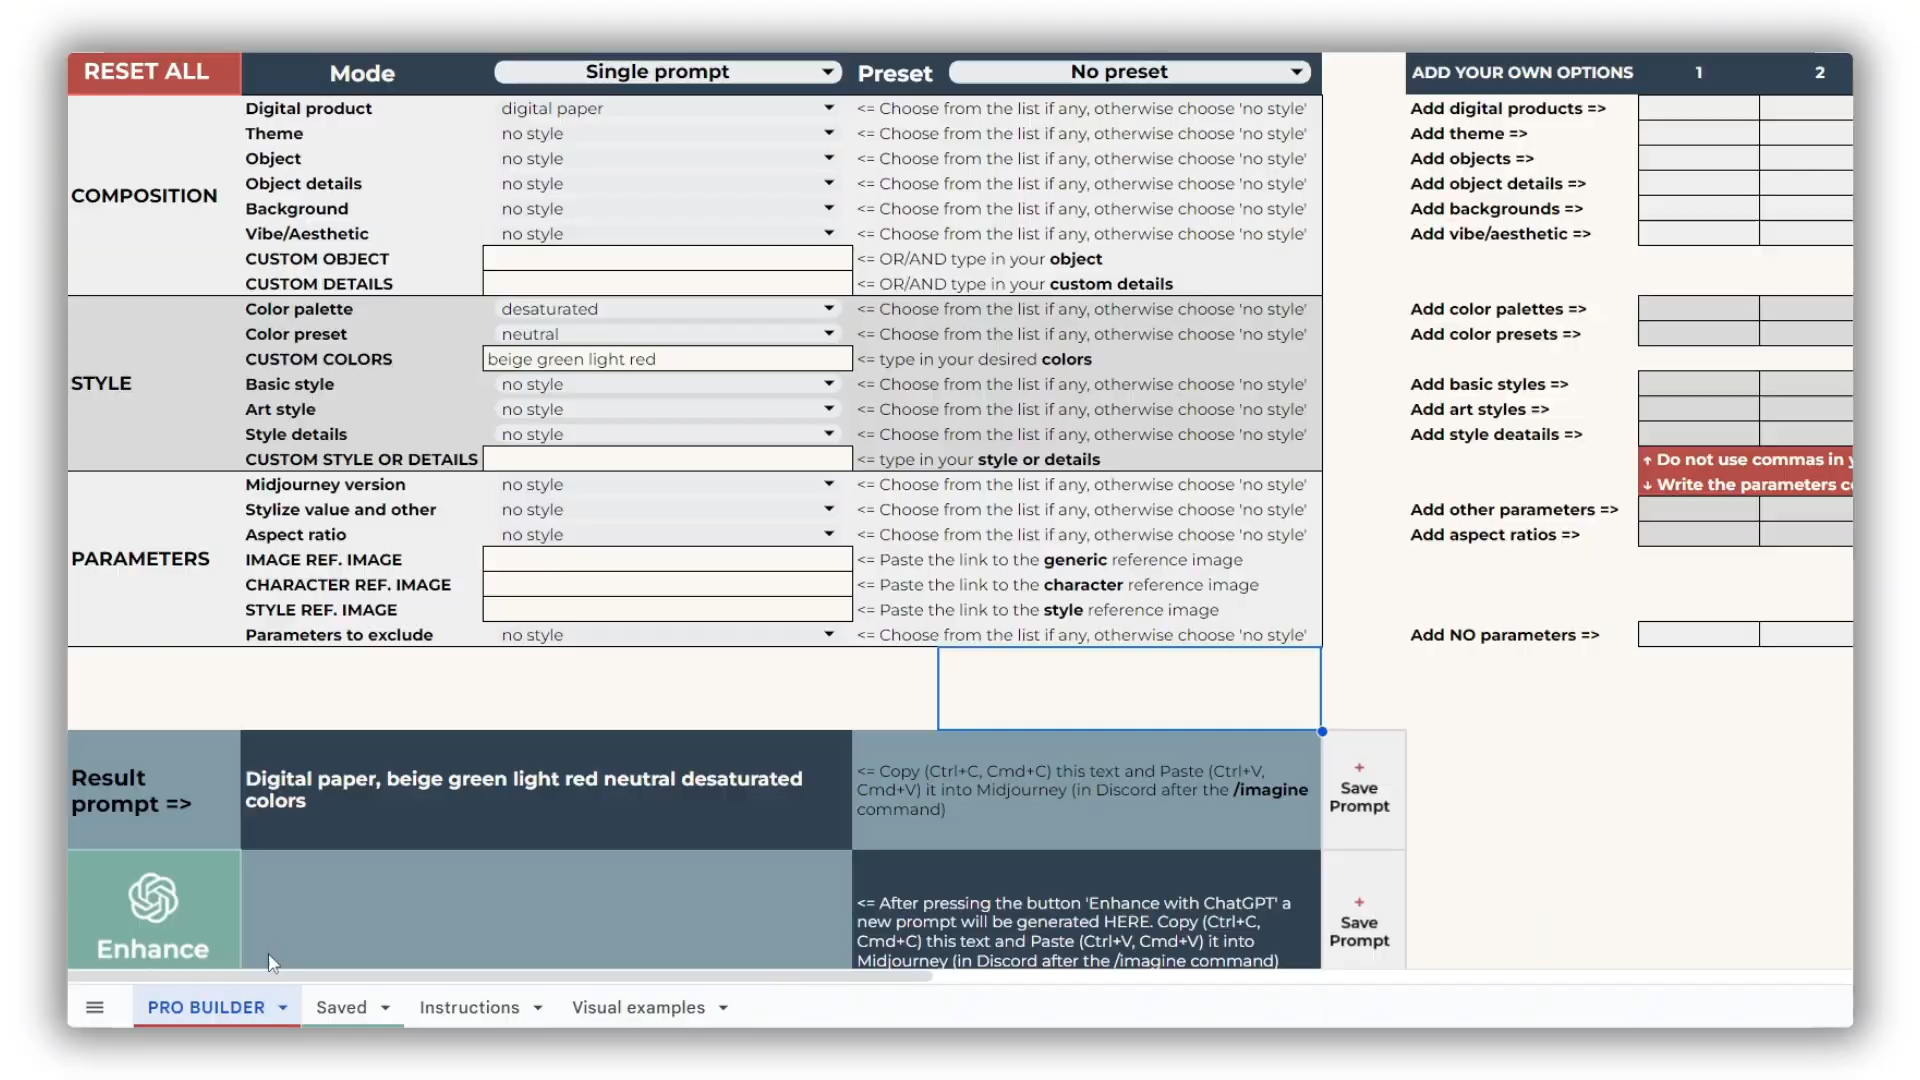 RESET ALL Mode Single prompt Preset No preset ADD YOUR OWN OPTIONS 1 2
Digital product digital paper <= Choose from the list if any, otherwise choose 'no style' Add digital products =>
Theme no style <= Choose from the list if any, otherwise choose 'no style' Add theme =>
Object no style <= Choose from the list if any, otherwise choose 'no style' Add objects =>
Object details no style <= Choose from the list if any, otherwise choose 'no style' Add object details =>
COMPOSITION
Background no style <= Choose from the list if any, otherwise choose 'no style' Add backgrounds =>
Vibe/Aesthetic no style <= Choose from the list if any, otherwise choose 'no style' Add vibe/aesthetic =>
CUSTOM OBJECT <= OR/AND type in your object
CUSTOM DETAILS <= OR/AND type in your custom details
Color palette desaturated <= Choose from the list if any, otherwise choose 'no style' Add color palettes =>
Color preset neutral <= Choose from the list if any, otherwise choose 'no style' Add color presets =>
CUSTOM COLORS beige green light red <= type in your desired colors
STYLE Basic style no style <= Choose from the list if any, otherwise choose 'no style' Add basic styles =>
Art style no style <= Choose from the list if any, otherwise choose 'no style' Add art styles =>
Style details no style <= Choose from the list if any, otherwise choose 'no style' Add style deatails =>
CUSTOM STYLE OR DETAILS <= type in your style or details ↑ Do not use commas in
Midjourney version no style <= Choose from the list if any, otherwise choose 'no style' ↓ Write the parameters
Stylize value and other no style <= Choose from the list if any, otherwise choose 'no style' Add other parameters =>
Aspect ratio no style <= Choose from the list if any, otherwise choose 'no style' Add aspect ratios =>
PARAMETERS IMAGE REF. IMAGE <= Paste the link to the generic reference image
CHARACTER REF. IMAGE <= Paste the link to the character reference image
STYLE REF. IMAGE <= Paste the link to the style reference image
Parameters to exclude no style <= Choose from the list if any, otherwise choose 'no style' Add NO parameters =>
Result
prompt =>
Digital paper, beige green light red neutral desaturated
colors
<= Copy (Ctrl+C, Cmd+C) this text and Paste (Ctrl+V,
Cmd+V) it into Midjourney (in Discord after the /imagine
command)
+
Save
Prompt
Enhance
<= After pressing the button 'Enhance with ChatGPT' a
new prompt will be generated HERE. Copy (Ctrl+C,
Cmd+C) this text and Paste (Ctrl+V, Cmd+V) it into
Midjourney (in Discord after the /imagine command)
+
Save
Prompt
PRO BUILDER Saved Instructions Visual examples